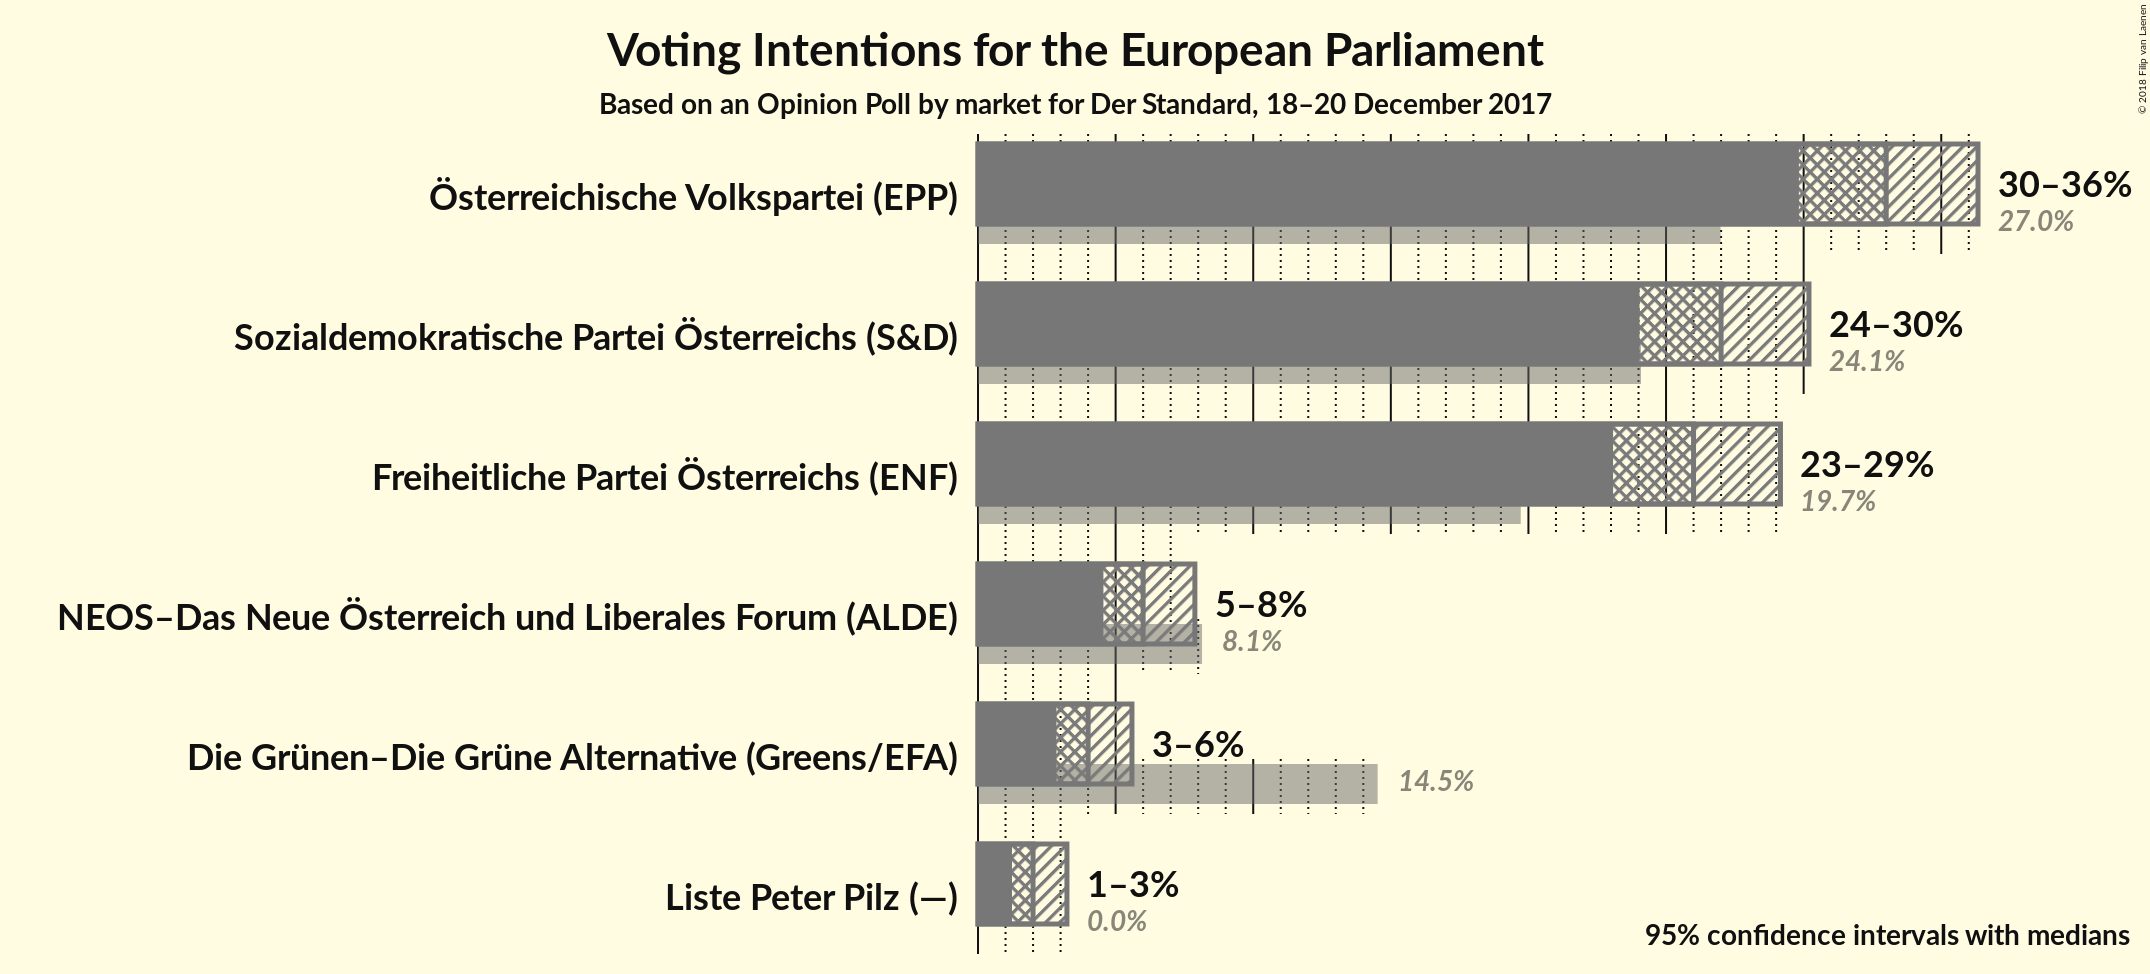 Voting Intentions for the European Parliament
Based on an Opinion Poll by market for Der Standard, 18–20 December 2017
© 2018 Filip van Laenen
Österreichische Volkspartei (EPP)
30–36%
27.0%
Sozialdemokratische Partei Österreichs (S&D)
24–30%
24.1%
Freiheitliche Partei Österreichs (ENF)
23–29%
19.7%
NEOS–Das Neue Österreich und Liberales Forum (ALDE)
5–8%
8.1%
Die Grünen–Die Grüne Alternative (Greens/EFA)
3–6%
14.5%
Liste Peter Pilz (—)
1–3%
0.0%
95% confidence intervals with medians